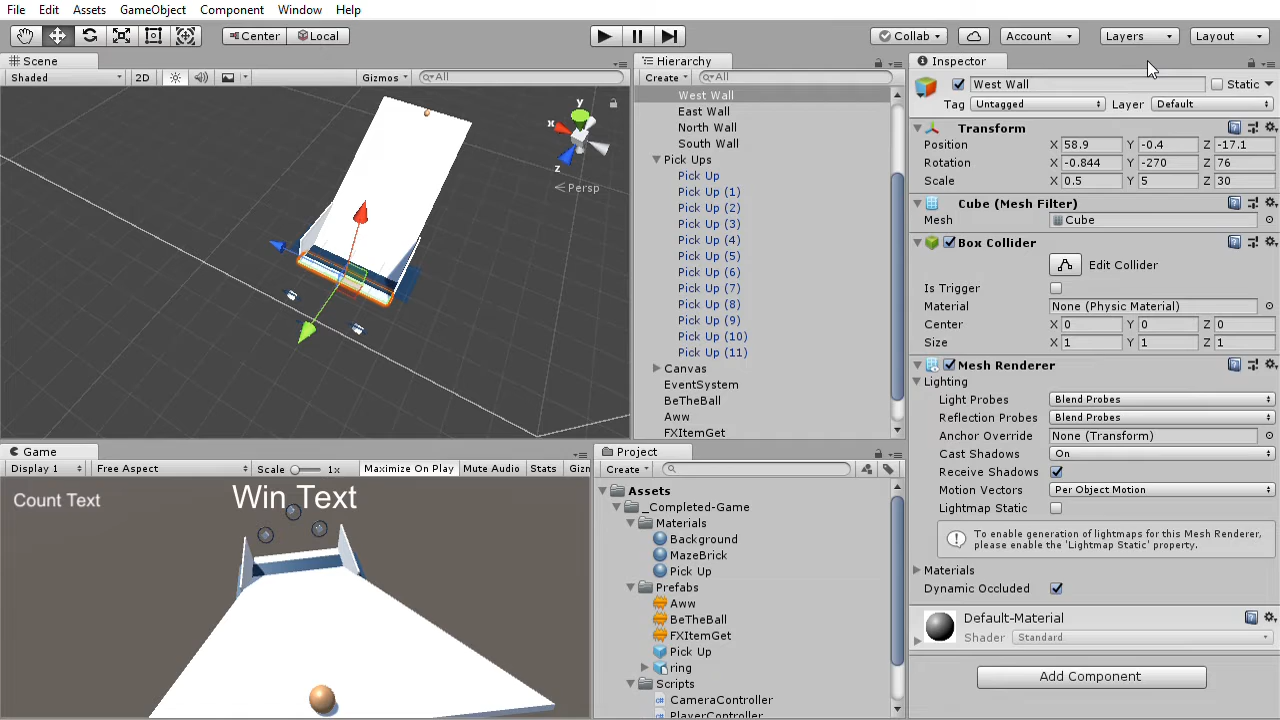 File Edit Assets GameObject Component Window Help
Center Local Collab Account Layers Layout
Scene
Shaded 2D Gizmos All
y
x
z
Persp
Hierarchy
Create All
West Wall
East Wall
North Wall
South Wall
Pick Ups
Pick Up
Pick Up (1)
Pick Up (2)
Pick Up (3)
Pick Up (4)
Pick Up (5)
Pick Up (6)
Pick Up (7)
Pick Up (8)
Pick Up (9)
Pick Up (10)
Pick Up (11)
Canvas
EventSystem
BeTheBall
Aww
FXItemGet
Inspector
West Wall Static
Tag Untagged Layer Default
Transform
Position X 58.9 Y -0.4 Z -17.1
Rotation X -0.844 Y -270 Z 76
Scale X 0.5 Y 5 Z 30
Cube (Mesh Filter)
Mesh Cube
Box Collider
Edit Collider
Is Trigger
Material None (Physic Material)
Center X 0 Y 0 Z 0
Size X 1 Y 1 Z 1
Mesh Renderer
Lighting
Light Probes Blend Probes
Reflection Probes Blend Probes
Anchor Override None (Transform)
Cast Shadows On
Receive Shadows
Motion Vectors Per Object Motion
Lightmap Static
To enable generation of lightmaps for this Mesh Renderer,
please enable the 'Lightmap Static' property.
Materials
Dynamic Occluded
Default-Material
Shader Standard
Add Component
Game
Display 1 Free Aspect Scale 1x Maximize On Play Mute Audio Stats Gizn
Count Text
Win Text
Project
Create
Assets
_Completed-Game
Materials
Background
MazeBrick
Pick Up
Prefabs
Aww
BeTheBall
FXItemGet
Pick Up
ring
Scripts
CameraController
PlayerController